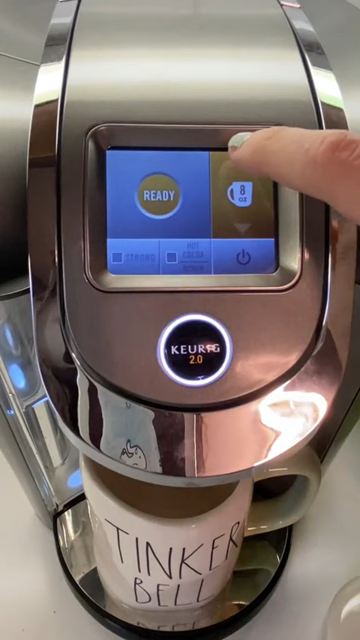 READY
8
oz
STRONG
HOT
COCOA
KEURIG
2.0
TINKER
BELL